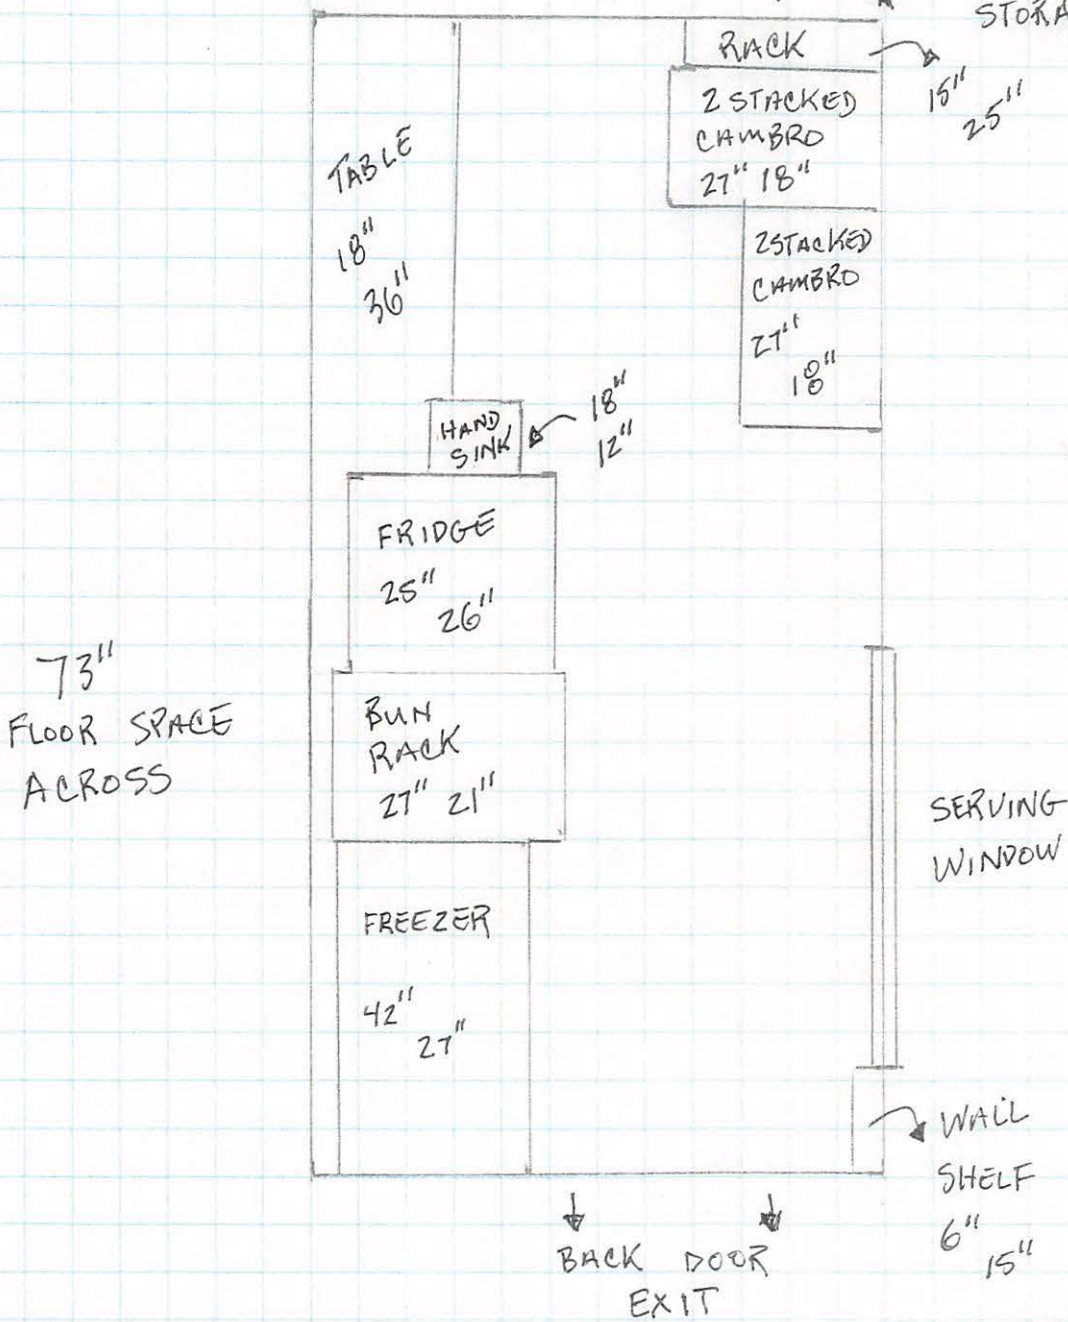 RACK
15"
25"
2 STACKED
CAMBRO
27" 18"
TABLE
18"
36"
2 STACKED
CAMBRO
27"
18"
HAND
SINK
18"
12"
FRIDGE
25"
26"
73"
FLOOR SPACE
ACROSS
BUN
RACK
27" 21"
SERVING
WINDOW
FREEZER
42"
27"
WALL
SHELF
6"
15"
BACK DOOR
EXIT